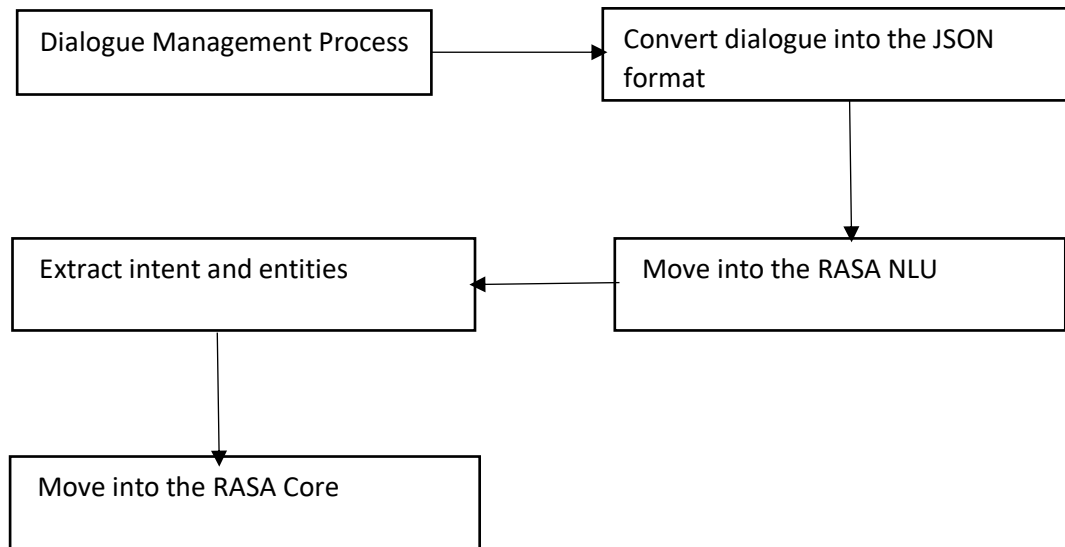 Dialogue Management Process
Convert dialogue into the JSON
format
Extract intent and entities
Move into the RASA NLU
Move into the RASA Core